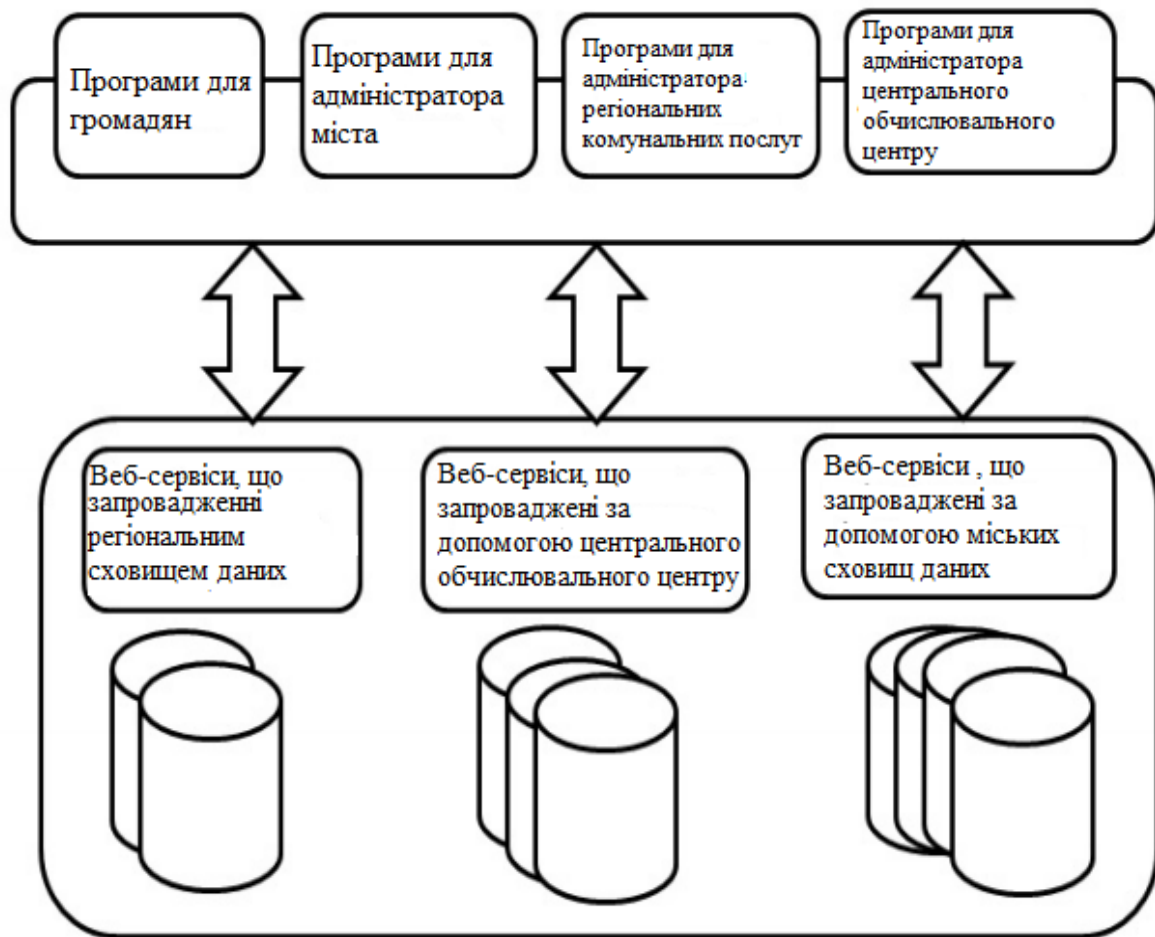 Програми для
громадян
Програми для
адміністратора
міста
Програми для
адміністратора
регіональних
комунальних послуг
Програми для
адміністратора
центрального
обчислювального
центру
Веб-сервіси, що
запровадженні
регіональним
сховищем даних
Веб-сервіси, що
запроваджені за
допомогою центрального
обчислювального центру
Веб-сервіси , що
запроваджені за
допомогою міських
сховищ даних